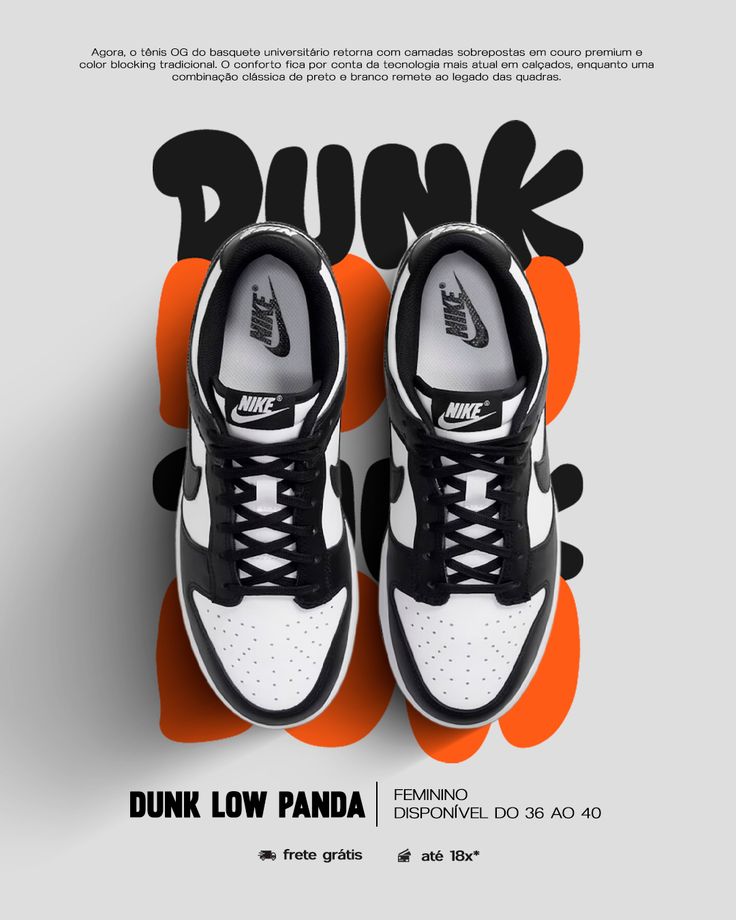 Agora, o tênis OG do basquete universitário retorna com camadas sobrepostas em couro premium e
color blocking tradicional. O conforto fica por conta da tecnologia mais atual em calçados, enquanto uma
combinação clássica de preto e branco remete ao legado das quadras.
DUNK
NIKE NIKE
NIKE® NIKE®
DUNK LOW PANDA
FEMININO
DISPONÍVEL DO 36 AO 40
frete grátis
até 18x*